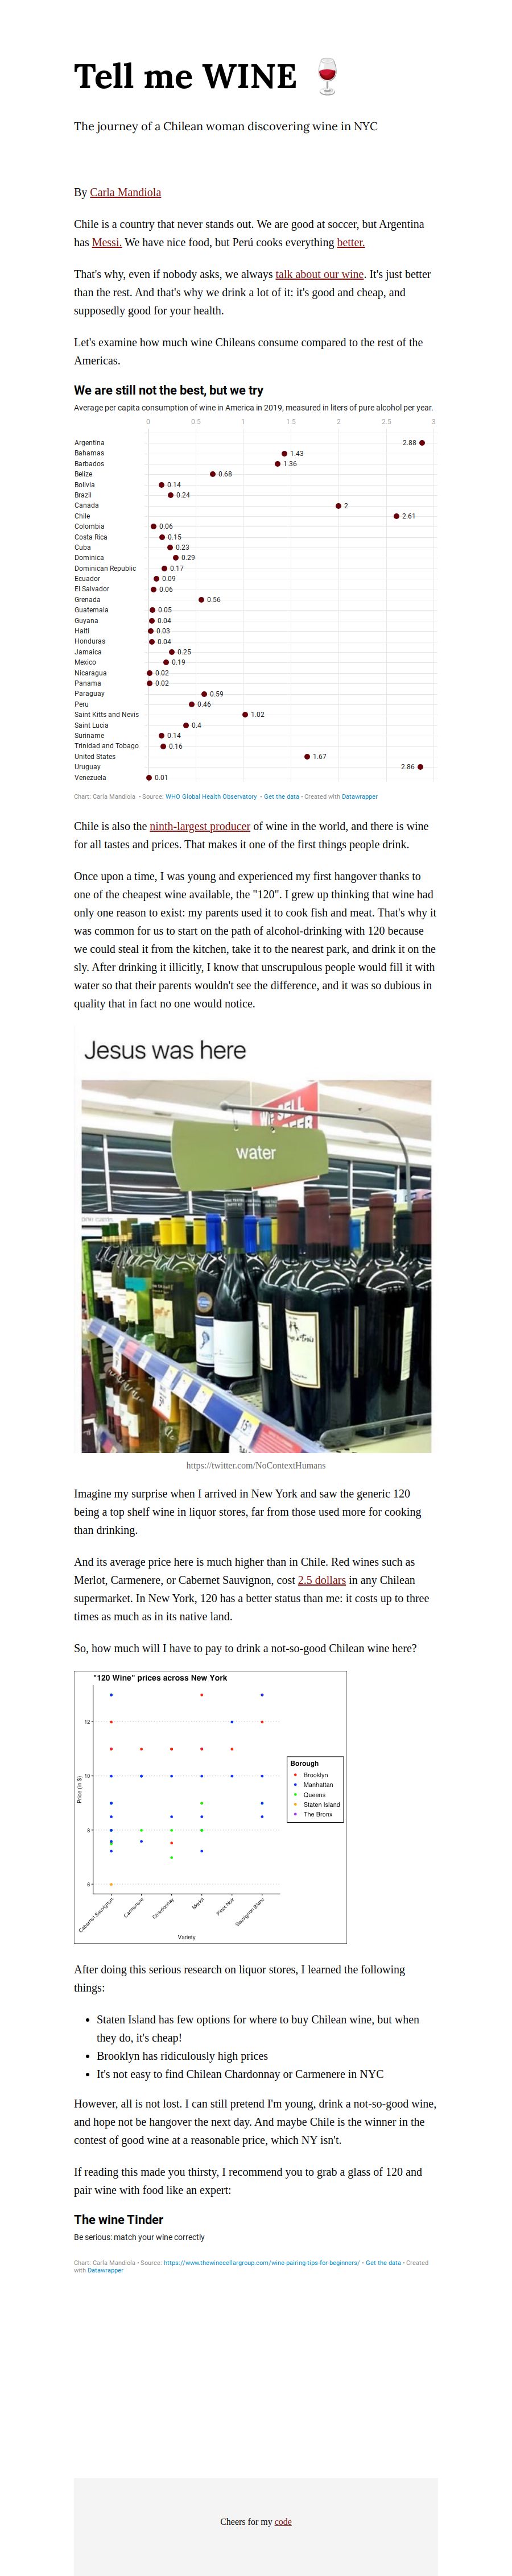 Tell me WINE 🍷
The journey of a Chilean woman discovering wine in NYC
By Carla Mandiola
Chile is a country that never stands out. We are good at soccer, but Argentina
has Messi. We have nice food, but Perú cooks everything better.
That's why, even if nobody asks, we always talk about our wine. It's just better
than the rest. And that's why we drink a lot of it: it's good and cheap, and
supposedly good for your health.
Let's examine how much wine Chileans consume compared to the rest of the
Americas.
We are still not the best, but we try
Average per capita consumption of wine in America in 2019, measured in liters of pure alcohol per year.
0 0.5 1 1.5 2 2.5 3
Argentina 2.88
Bahamas 1.43
Barbados 1.36
Belize 0.68
Bolivia 0.14
Brazil 0.24
Canada 2
Chile 2.61
Colombia 0.06
Costa Rica 0.15
Cuba 0.23
Dominica 0.29
Dominican Republic 0.17
Ecuador 0.09
El Salvador 0.06
Grenada 0.56
Guatemala 0.05
Guyana 0.04
Haiti 0.03
Honduras 0.04
Jamaica 0.25
Mexico 0.19
Nicaragua 0.02
Panama 0.02
Paraguay 0.59
Peru 0.46
Saint Kitts and Nevis 1.02
Saint Lucia 0.4
Suriname 0.14
Trinidad and Tobago 0.16
United States 1.67
Uruguay 2.86
Venezuela 0.01
Chart: Carla Mandiola • Source: WHO Global Health Observatory • Get the data • Created with Datawrapper
Chile is also the ninth-largest producer of wine in the world, and there is wine
for all tastes and prices. That makes it one of the first things people drink.
Once upon a time, I was young and experienced my first hangover thanks to
one of the cheapest wine available, the "120". I grew up thinking that wine had
only one reason to exist: my parents used it to cook fish and meat. That's why it
was common for us to start on the path of alcohol-drinking with 120 because
we could steal it from the kitchen, take it to the nearest park, and drink it on the
sly. After drinking it illicitly, I know that unscrupulous people would fill it with
water so that their parents wouldn't see the difference, and it was so dubious in
quality that in fact no one would notice.
Jesus was here
water
https://twitter.com/NoContextHumans
Imagine my surprise when I arrived in New York and saw the generic 120
being a top shelf wine in liquor stores, far from those used more for cooking
than drinking.
And its average price here is much higher than in Chile. Red wines such as
Merlot, Carmenere, or Cabernet Sauvignon, cost 2.5 dollars in any Chilean
supermarket. In New York, 120 has a better status than me: it costs up to three
times as much as in its native land.
So, how much will I have to pay to drink a not-so-good Chilean wine here?
"120 Wine" prices across New York
Price (in $)
12
10
8
6
Borough
Brooklyn
Manhattan
Queens
Staten Island
The Bronx
Cabernet Sauvignon
Carmenere
Chardonnay
Merlot
Pinot Noir
Sauvignon Blanc
Variety
After doing this serious research on liquor stores, I learned the following
things:
• Staten Island has few options for where to buy Chilean wine, but when
they do, it's cheap!
• Brooklyn has ridiculously high prices
• It's not easy to find Chilean Chardonnay or Carmenere in NYC
However, all is not lost. I can still pretend I'm young, drink a not-so-good wine,
and hope not be hangover the next day. And maybe Chile is the winner in the
contest of good wine at a reasonable price, which NY isn't.
If reading this made you thirsty, I recommend you to grab a glass of 120 and
pair wine with food like an expert:
The wine Tinder
Be serious: match your wine correctly
Chart: Carla Mandiola • Source: https://www.thewinecellargroup.com/wine-pairing-tips-for-beginners/ • Get the data • Created
with Datawrapper
Cheers for my code